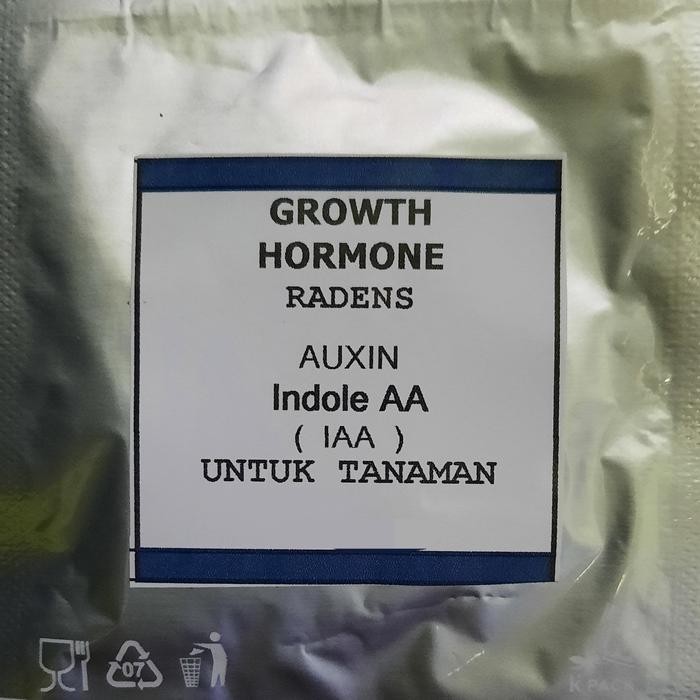 GROWTH
HORMONE
RADENS
AUXIN
Indole AA
( IAA )
UNTUK TANAMAN
07